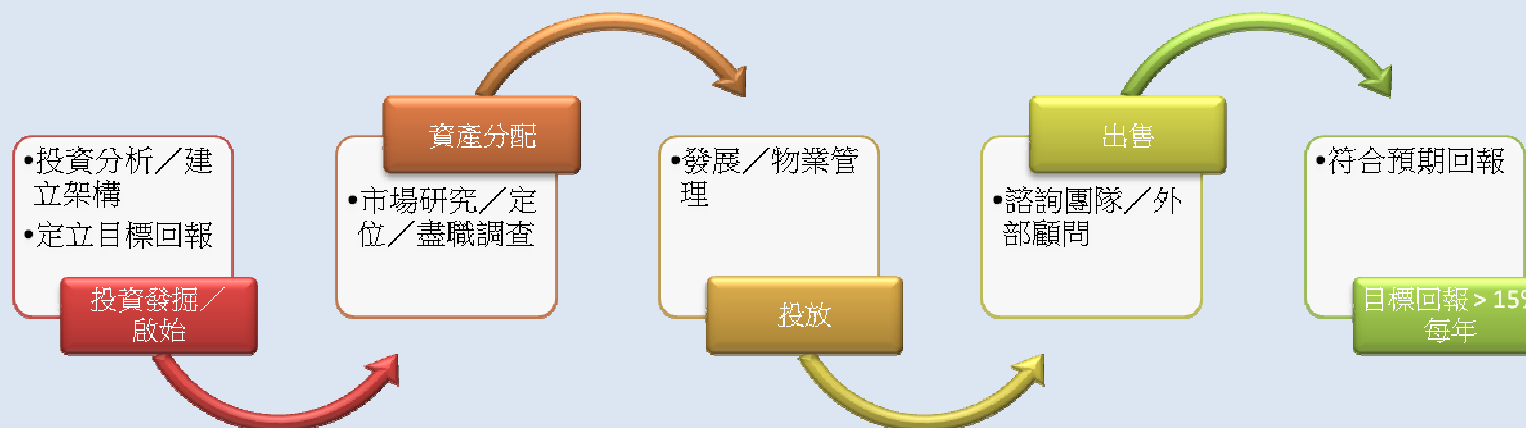 •投資分析／建
立架構
•定立目標回報
投資發掘／
啟始
資產分配
•市場研究／定
位／盡職調查
•發展／物業管
理
投放
出售
•諮詢團隊／外
部顧問
•符合預期回報
目標回報 > 15%
每年